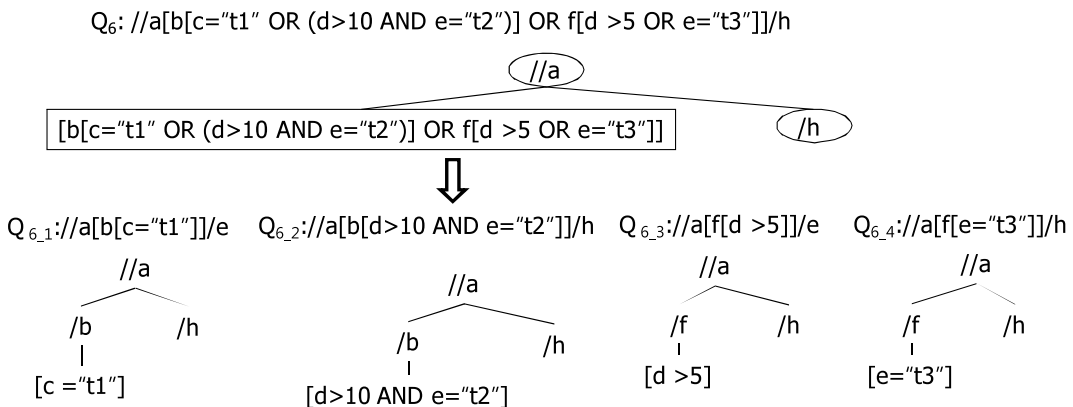 Q6: //a[b[c="t1" OR (d>10 AND e="t2")] OR f[d >5 OR e="t3"]]/h
//a
[b[c="t1" OR (d>10 AND e="t2")] OR f[d >5 OR e="t3"]]
/h
Q6_1://a[b[c="t1"]]/e
Q6_2://a[b[d>10 AND e="t2"]]/h
Q6_3://a[f[d >5]]/e
Q6_4://a[f[e="t3"]]/h
//a
/b
/h
[c ="t1"]
//a
/b
/h
[d>10 AND e="t2"]
//a
/f
/h
[d >5]
//a
/f
/h
[e="t3"]